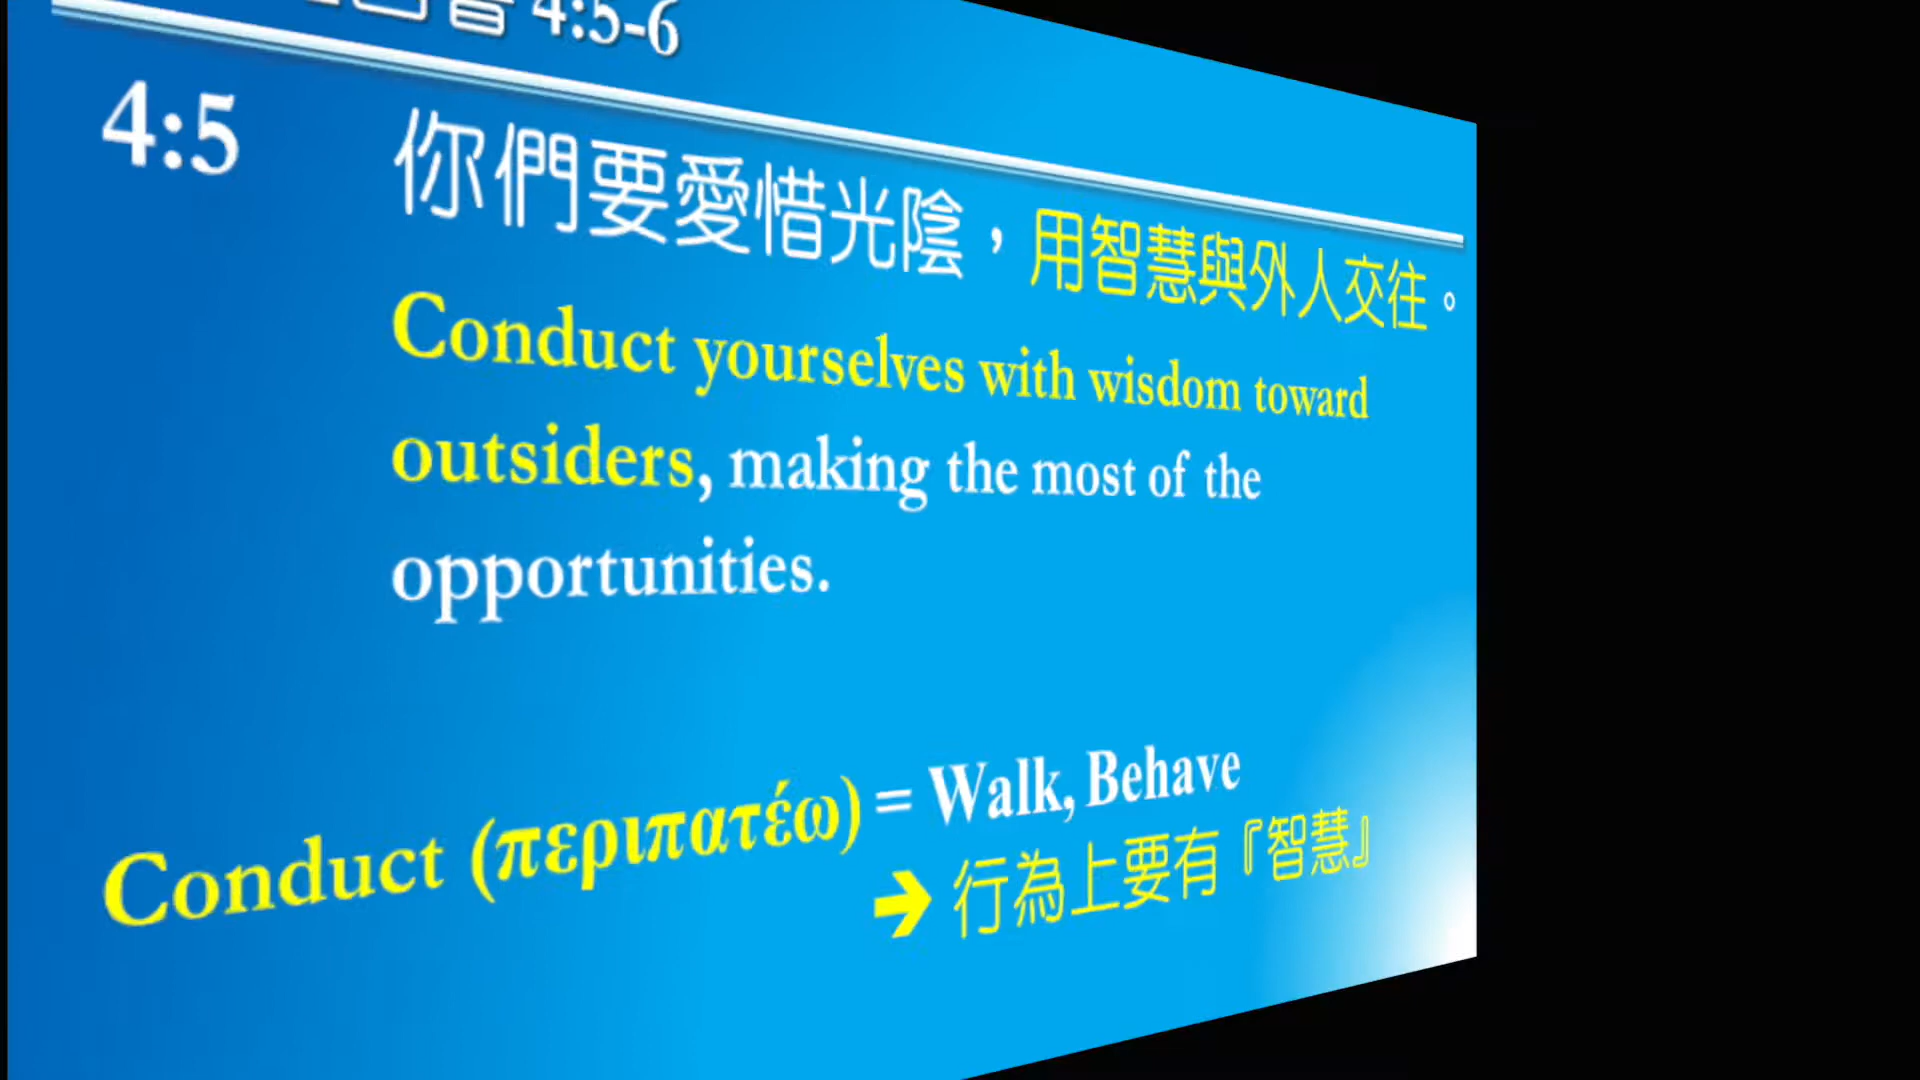 書 4:5-6
4:5 你們要愛惜光陰，用智慧與外人交往。
Conduct yourselves with wisdom toward
outsiders, making the most of the
opportunities.
Conduct (περιπατέω) = Walk, Behave
➔ 行為上要有『智慧』